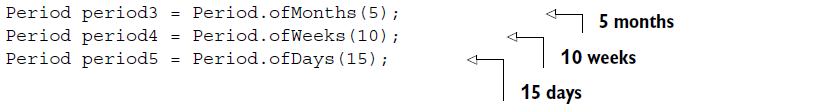 Period period3 = Period.ofMonths(5); 5 months
Period period4 = Period.ofWeeks(10); 10 weeks
Period period5 = Period.ofDays(15); 15 days